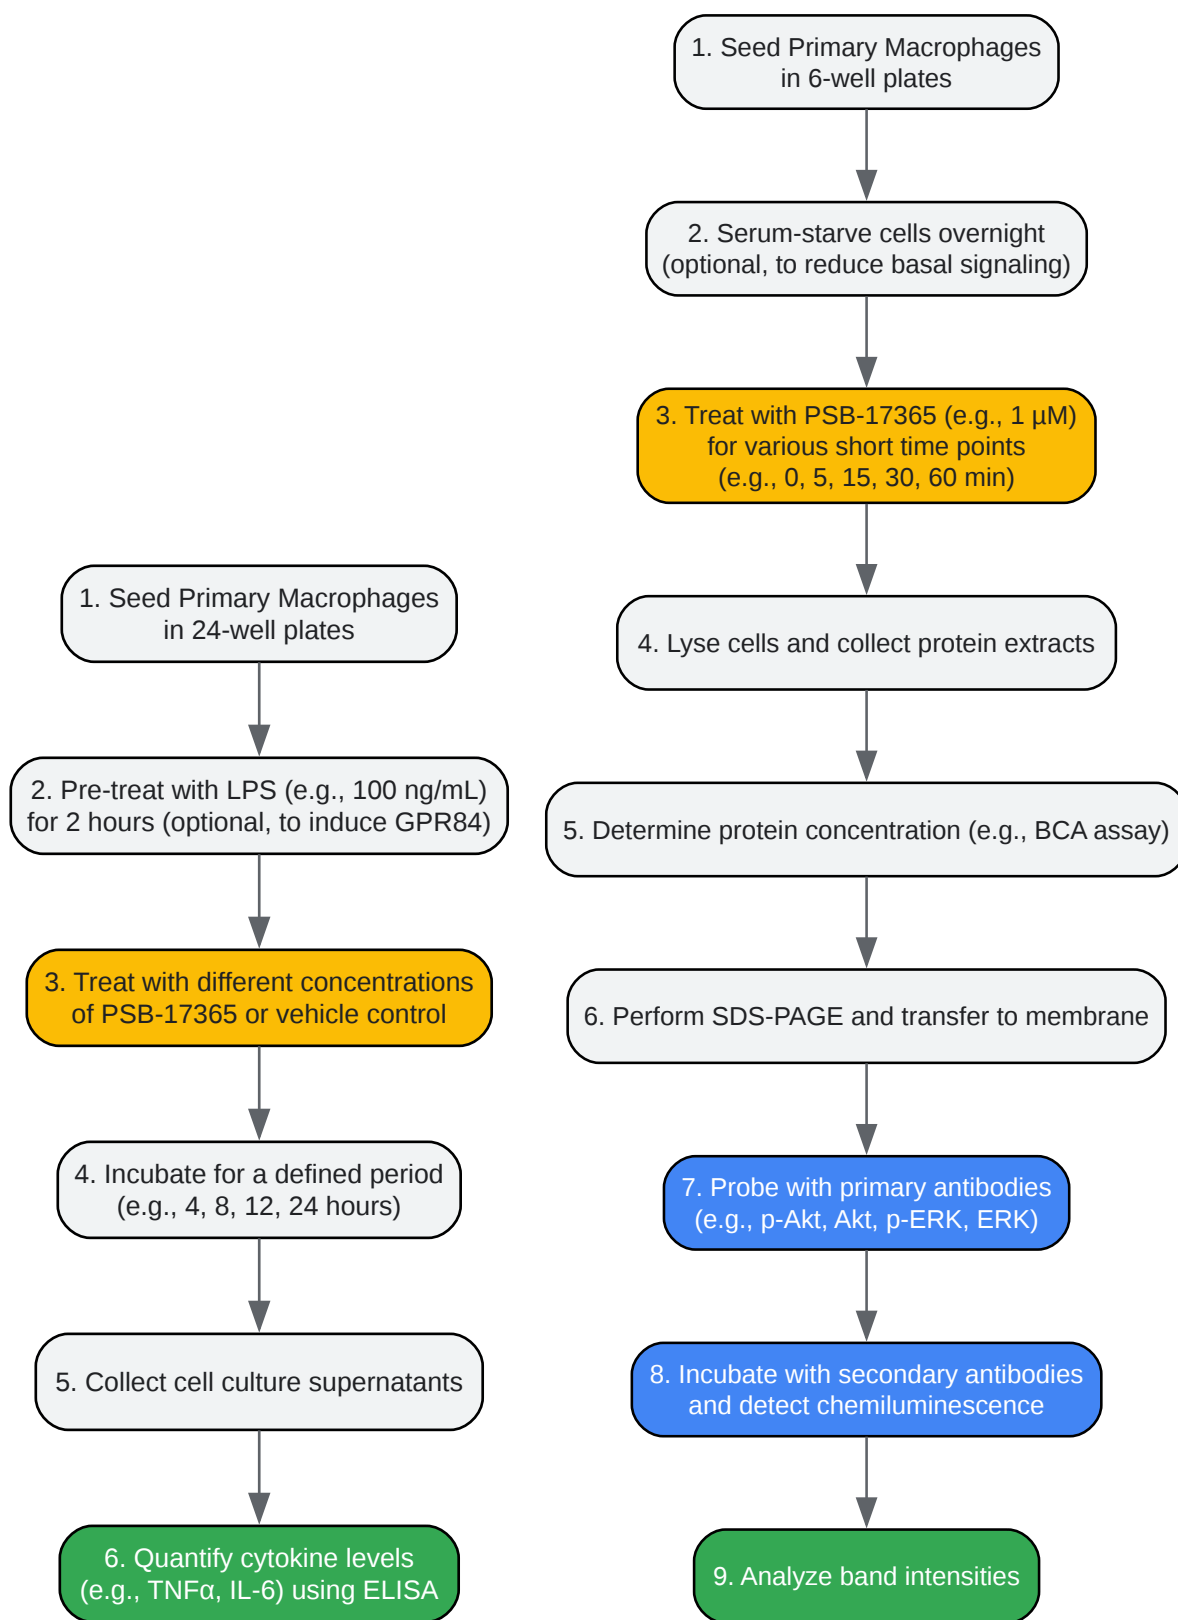 1. Seed Primary Macrophages
in 24-well plates
2. Pre-treat with LPS (e.g., 100 ng/mL)
for 2 hours (optional, to induce GPR84)
3. Treat with different concentrations
of PSB-17365 or vehicle control
4. Incubate for a defined period
(e.g., 4, 8, 12, 24 hours)
5. Collect cell culture supernatants
6. Quantify cytokine levels
(e.g., TNFα, IL-6) using ELISA
1. Seed Primary Macrophages
in 6-well plates
2. Serum-starve cells overnight
(optional, to reduce basal signaling)
3. Treat with PSB-17365 (e.g., 1 µM)
for various short time points
(e.g., 0, 5, 15, 30, 60 min)
4. Lyse cells and collect protein extracts
5. Determine protein concentration (e.g., BCA assay)
6. Perform SDS-PAGE and transfer to membrane
7. Probe with primary antibodies
(e.g., p-Akt, Akt, p-ERK, ERK)
8. Incubate with secondary antibodies
and detect chemiluminescence
9. Analyze band intensities